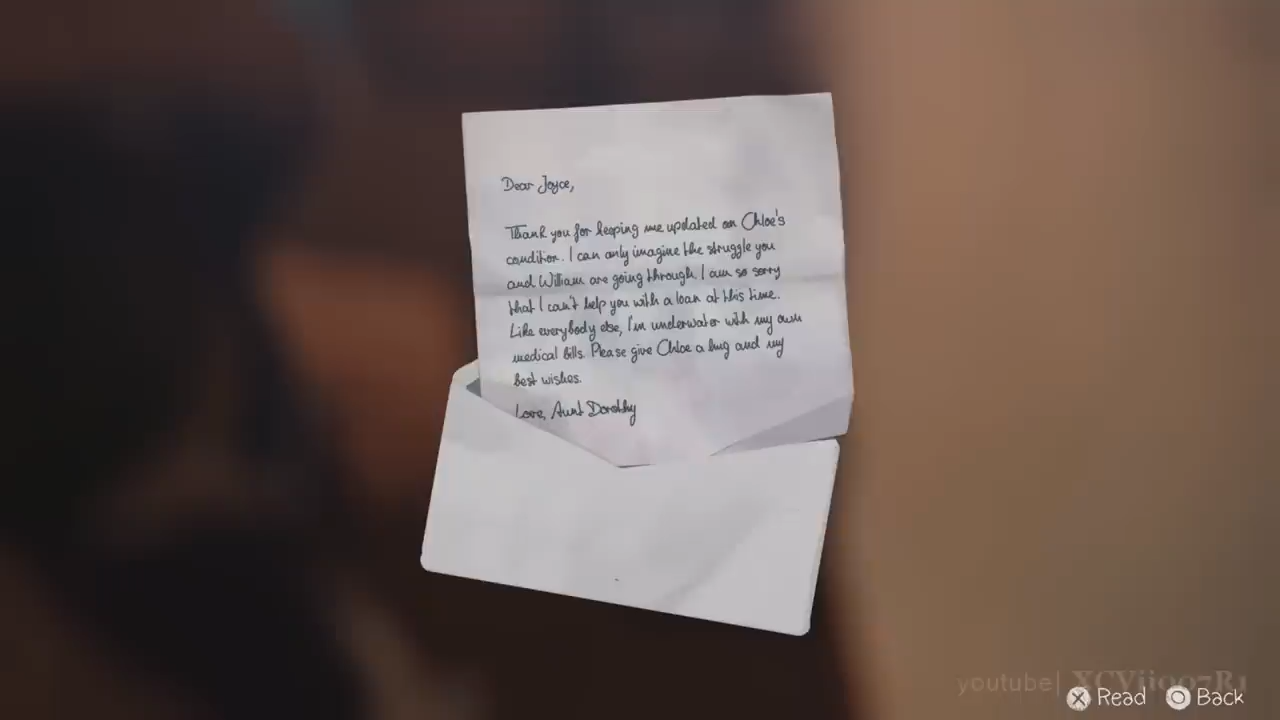 Dear Joyce,
Thank you for keeping me updated on Chloe's
condition. I can only imagine the struggle you
and William are going through. I am so sorry
that I can't help you with a loan at this time.
Like everybody else, I'm underwater with my own
medical bills. Please give Chloe a hug and my
best wishes.
Love, Aunt Dorothy
youtube| XCVii007R1
Read Back